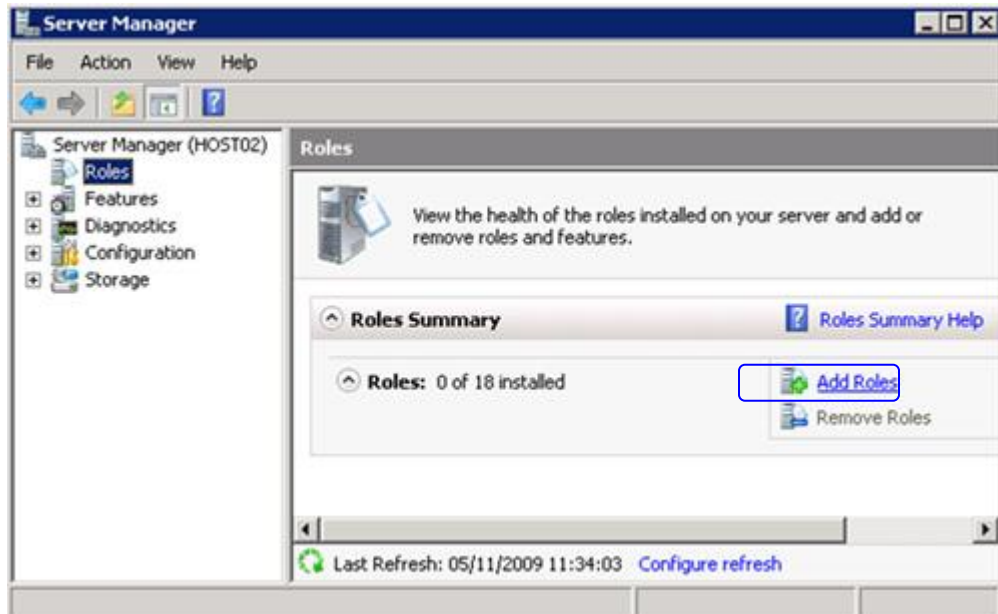 Server Manager
File Action View Help
Server Manager (HOST02)
Roles
Features
Diagnostics
Configuration
Storage
Roles
View the health of the roles installed on your server and add or
remove roles and features.
Roles Summary
Roles Summary Help
Roles: 0 of 18 installed
Add Roles
Remove Roles
Last Refresh: 05/11/2009 11:34:03 Configure refresh